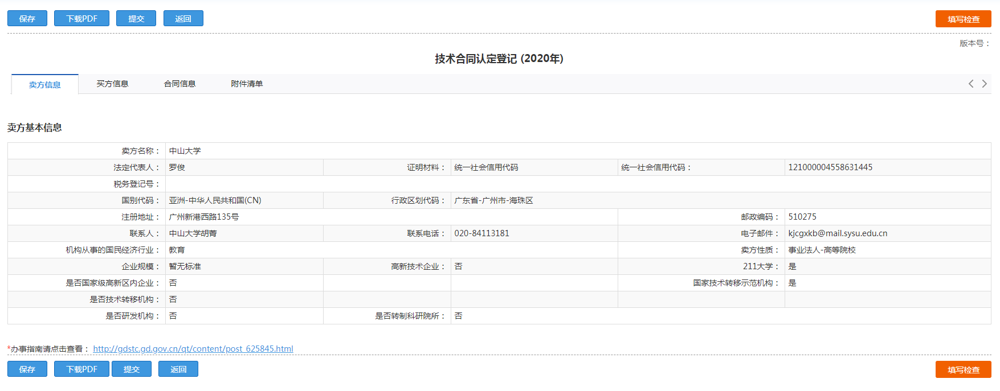 保存 下载PDF 提交 返回 填写检查
版本号：
技术合同认定登记 (2020年)
卖方信息 买方信息 合同信息 附件清单
卖方基本信息
卖方名称： 中山大学
法定代表人： 罗俊 证明材料： 统一社会信用代码 统一社会信用代码： 121000004558631445
税务登记号：
国别代码： 亚洲-中华人民共和国(CN) 行政区划代码： 广东省-广州市-海珠区
注册地址： 广州新港西路135号 邮政编码： 510275
联系人： 中山大学胡菁 联系电话： 020-84113181 电子邮件： kjcgxkb@mail.sysu.edu.cn
机构从事的国民经济行业： 教育 卖方性质： 事业法人-高等院校
企业规模： 暂无标准 高新技术企业： 否 211大学： 是
是否国家级高新区内企业： 否 国家技术转移示范机构： 是
是否技术转移机构： 否
是否研发机构： 否 是否转制科研院所： 否
*办事指南请点击查看： http://gdstc.gd.gov.cn/qt/content/post_625845.html
保存 下载PDF 提交 返回 填写检查